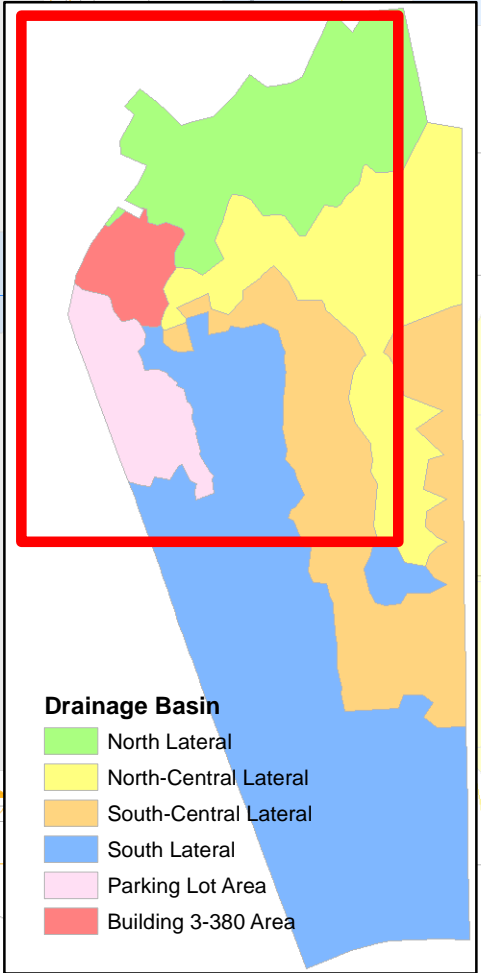 Drainage Basin
North Lateral
North-Central Lateral
South-Central Lateral
South Lateral
Parking Lot Area
Building 3-380 Area